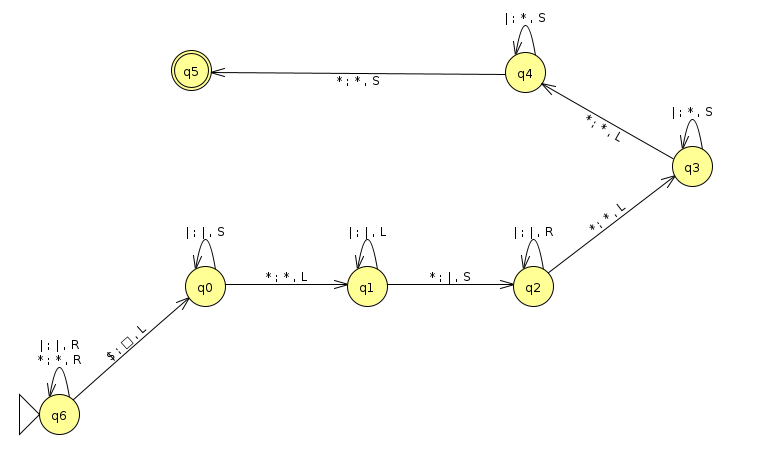 | ; *, S
q5
q4
* ; *, S
| ; *, S
* ; *, L
q3
| ; |, S
| ; |, L
| ; |, R
* ; *, L
q0
* ; *, L
q1
* ; |, S
q2
| ; |, R
* ; *, R
$ ; □, L
q6